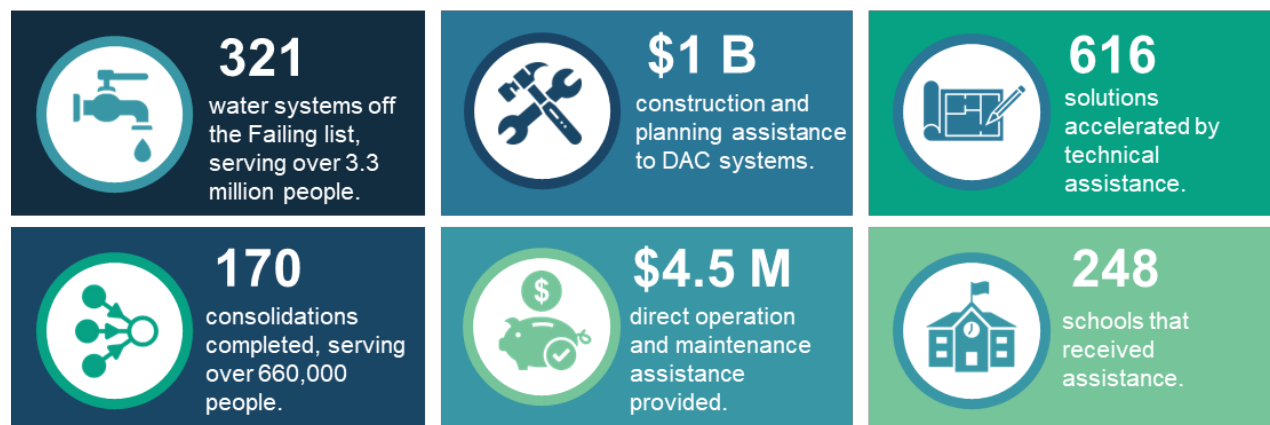 321
water systems off
the Failing list,
serving over 3.3
million people.
$1 B
construction and
planning assistance
to DAC systems.
616
solutions
accelerated by
technical
assistance.
170
consolidations
completed, serving
over 660,000
people.
$
$4.5 M
direct operation
and maintenance
assistance
provided.
248
schools that
received
assistance.